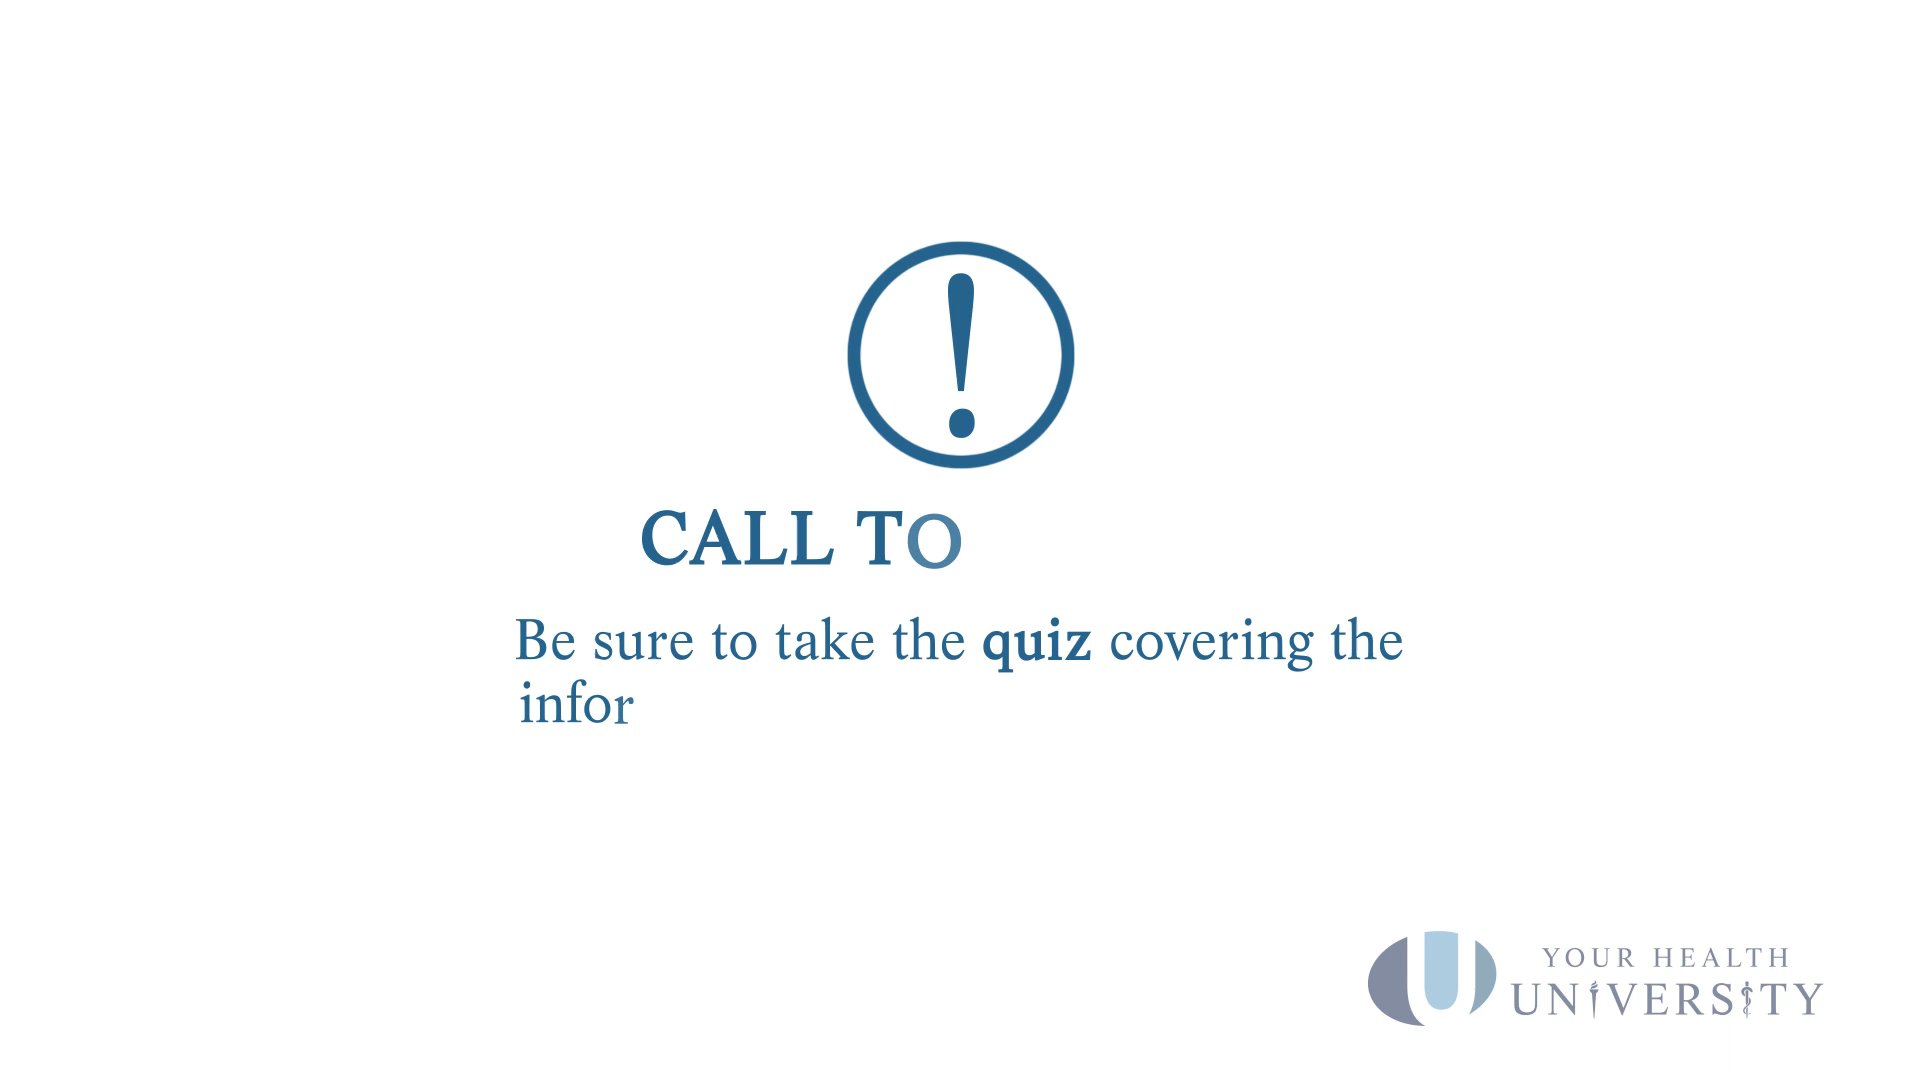 CALL TO
Be sure to take the quiz covering the
infor
YOUR HEALTH
UNIVERSITY